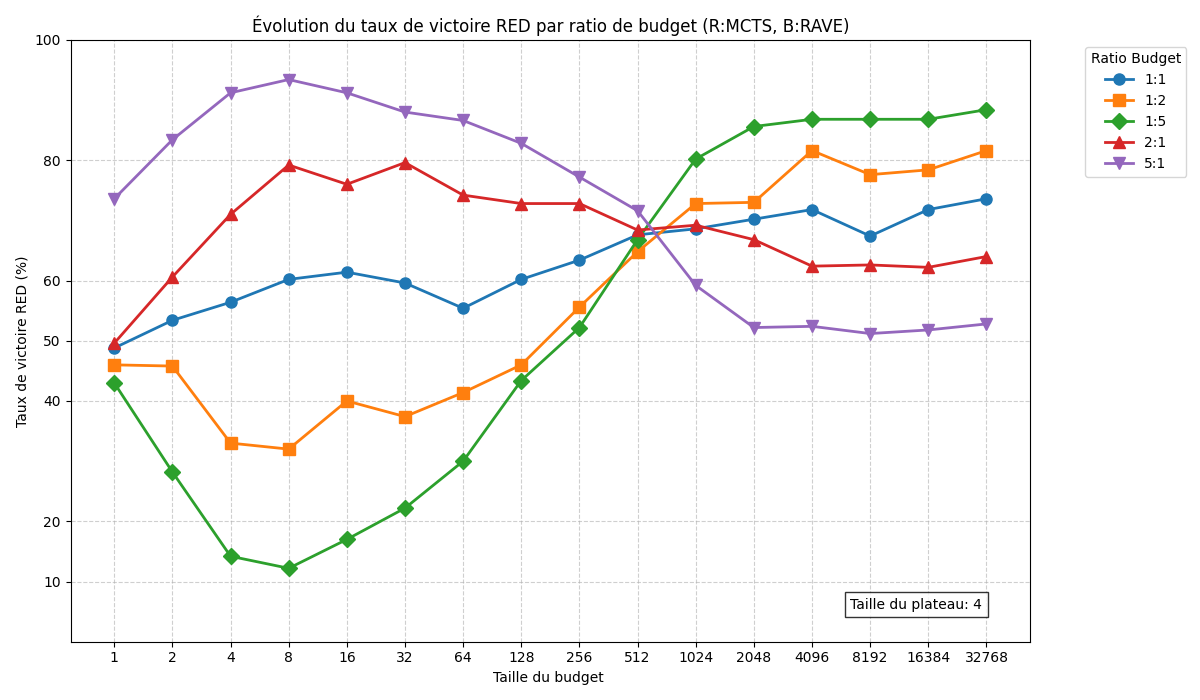 Évolution du taux de victoire RED par ratio de budget (R:MCTS, B:RAVE)
Ratio Budget
1:1
1:2
1:5
2:1
5:1
Taux de victoire RED (%)
100
80
60
50
40
20
10
Taille du plateau: 4
1 2 4 8 16 32 64 128 256 512 1024 2048 4096 8192 16384 32768
Taille du budget